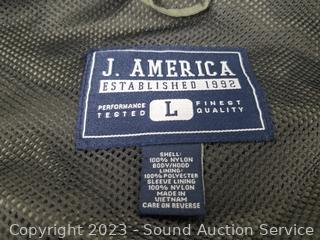 J. AMERICA
ESTABLISHED 1992
PERFORMANCE TESTED
L
FINEST QUALITY
SHELL:
100% NYLON
BODY/HOOD
LINING:
100% POLYESTER
SLEEVE LINING
100% NYLON
MADE IN
VIETNAM
CARE ON REVERSE
Copyright 2023 - Sound Auction Service